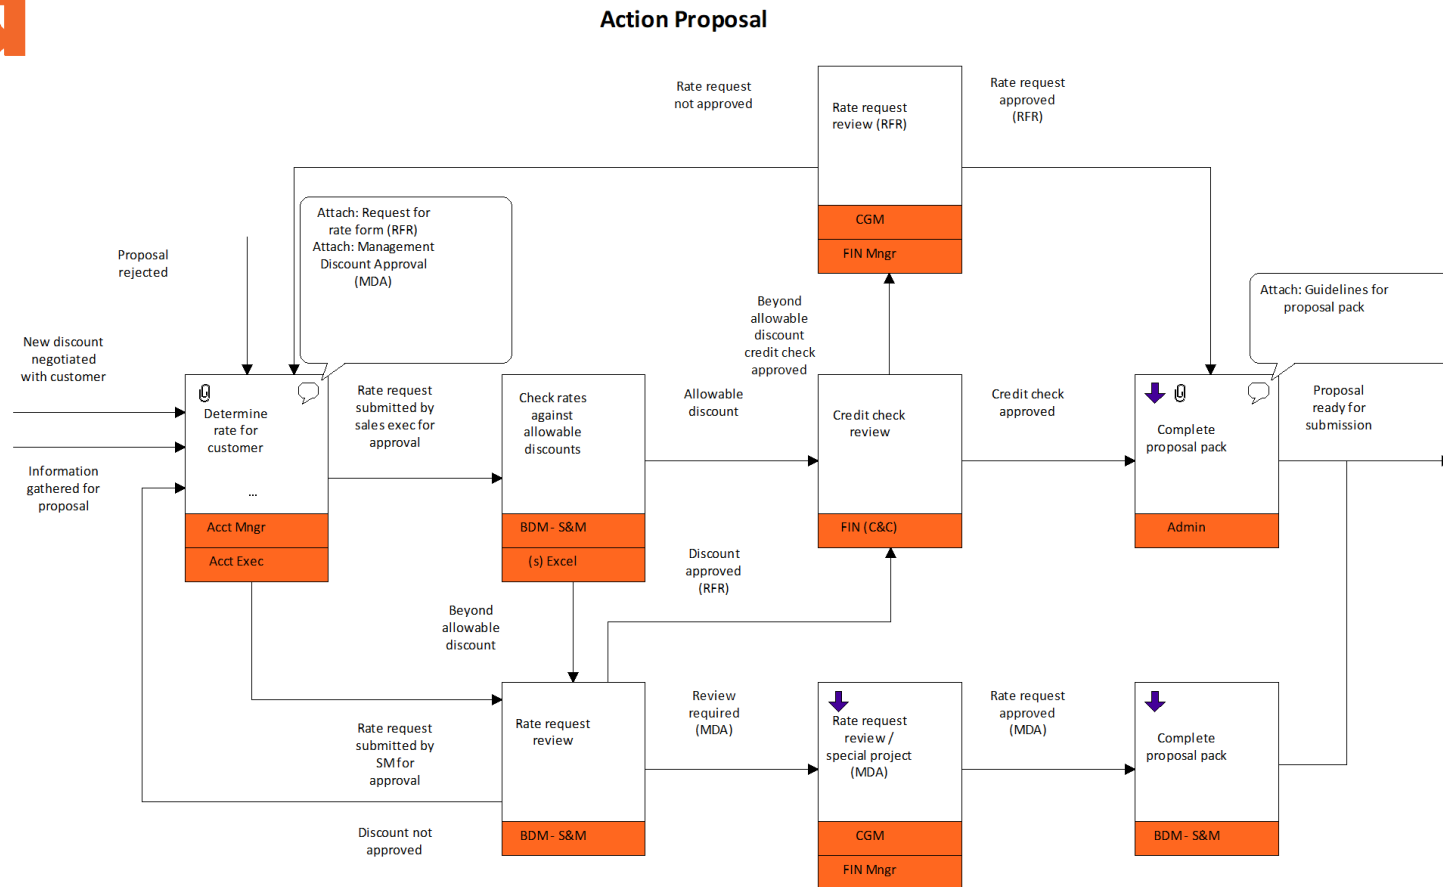 Action Proposal
Rate request
not approved
Rate request
review (RFR)
Rate request
approved
(RFR)
CGM
FIN Mngr
Attach: Request for
rate form (RFR)
Attach: Management
Discount Approval
(MDA)
Proposal
rejected
Beyond
allowable
discount
credit check
approved
Attach: Guidelines for
proposal pack
New discount
negotiated
with customer
Information
gathered for
proposal
Determine
rate for
customer
...
Acct Mngr
Acct Exec
Rate request
submitted by
sales exec for
approval
Check rates
against
allowable
discounts
BDM - S&M
(s) Excel
Allowable
discount
Credit check
review
FIN (C&C)
Credit check
approved
Complete
proposal pack
Admin
Proposal
ready for
submission
Discount
approved
(RFR)
Beyond
allowable
discount
Rate request
submitted by
SM for
approval
Discount not
approved
Rate request
review
BDM - S&M
Review
required
(MDA)
Rate request
review /
special project
(MDA)
CGM
FIN Mngr
Rate request
approved
(MDA)
Complete
proposal pack
BDM - S&M